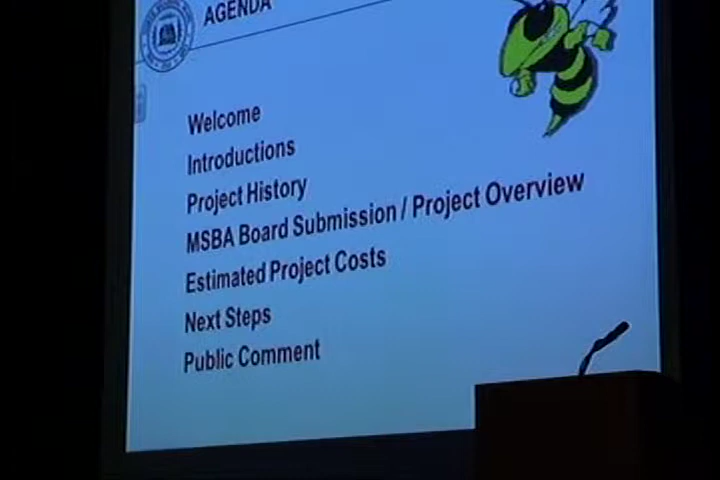 AGENDA
Welcome
Introductions
Project History
MSBA Board Submission / Project Overview
Estimated Project Costs
Next Steps
Public Comment